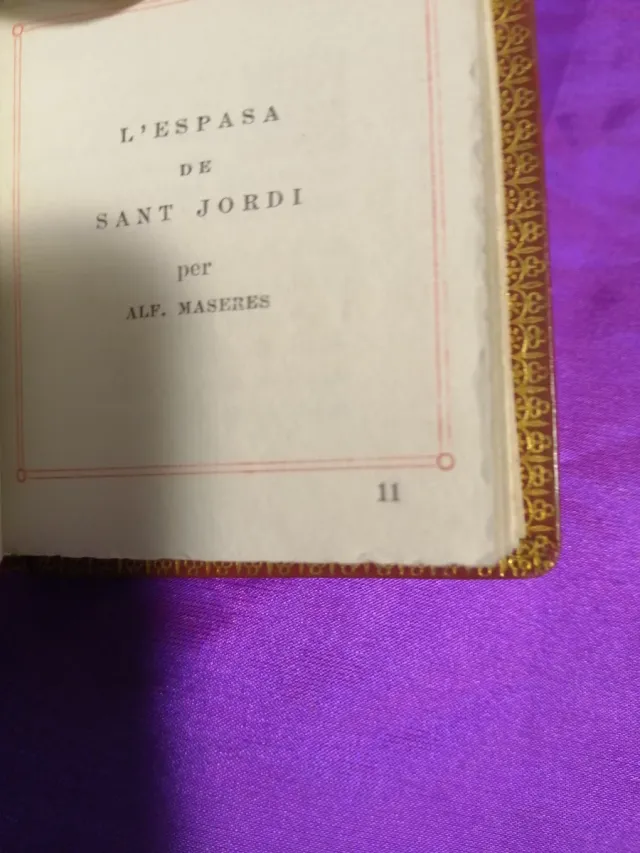 L'ESPASA
DE
SANT JORDI
per
ALF. MASERES
11